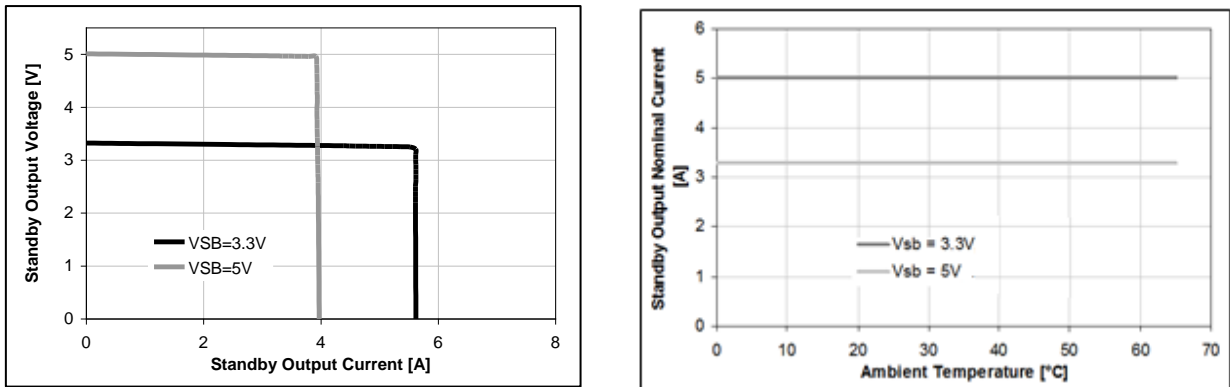 Standby Output Voltage [V]
5
4
3
2
1
0
VSB=3.3V
VSB=5V
0 2 4 6 8
Standby Output Current [A]
Standby Output Nominal Current
[A]
6
5
4
3
2
1
0
Vsb = 3.3V
Vsb = 5V
0 10 20 30 40 50 60 70
Ambient Temperature [°C]